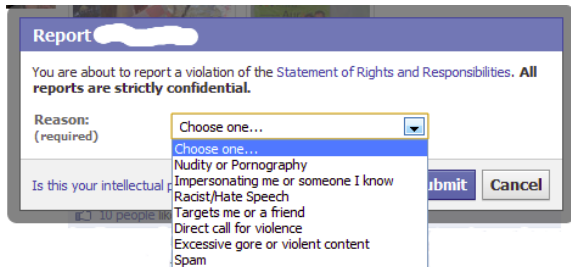 Report
You are about to report a violation of the Statement of Rights and Responsibilities. All
reports are strictly confidential.
Reason:
(required)
Choose one...
Choose one...
Nudity or Pornography
Impersonating me or someone I know
Racist/Hate Speech
Targets me or a friend
Direct call for violence
Excessive gore or violent content
Spam
Is this your intellectual
Cancel
10 people